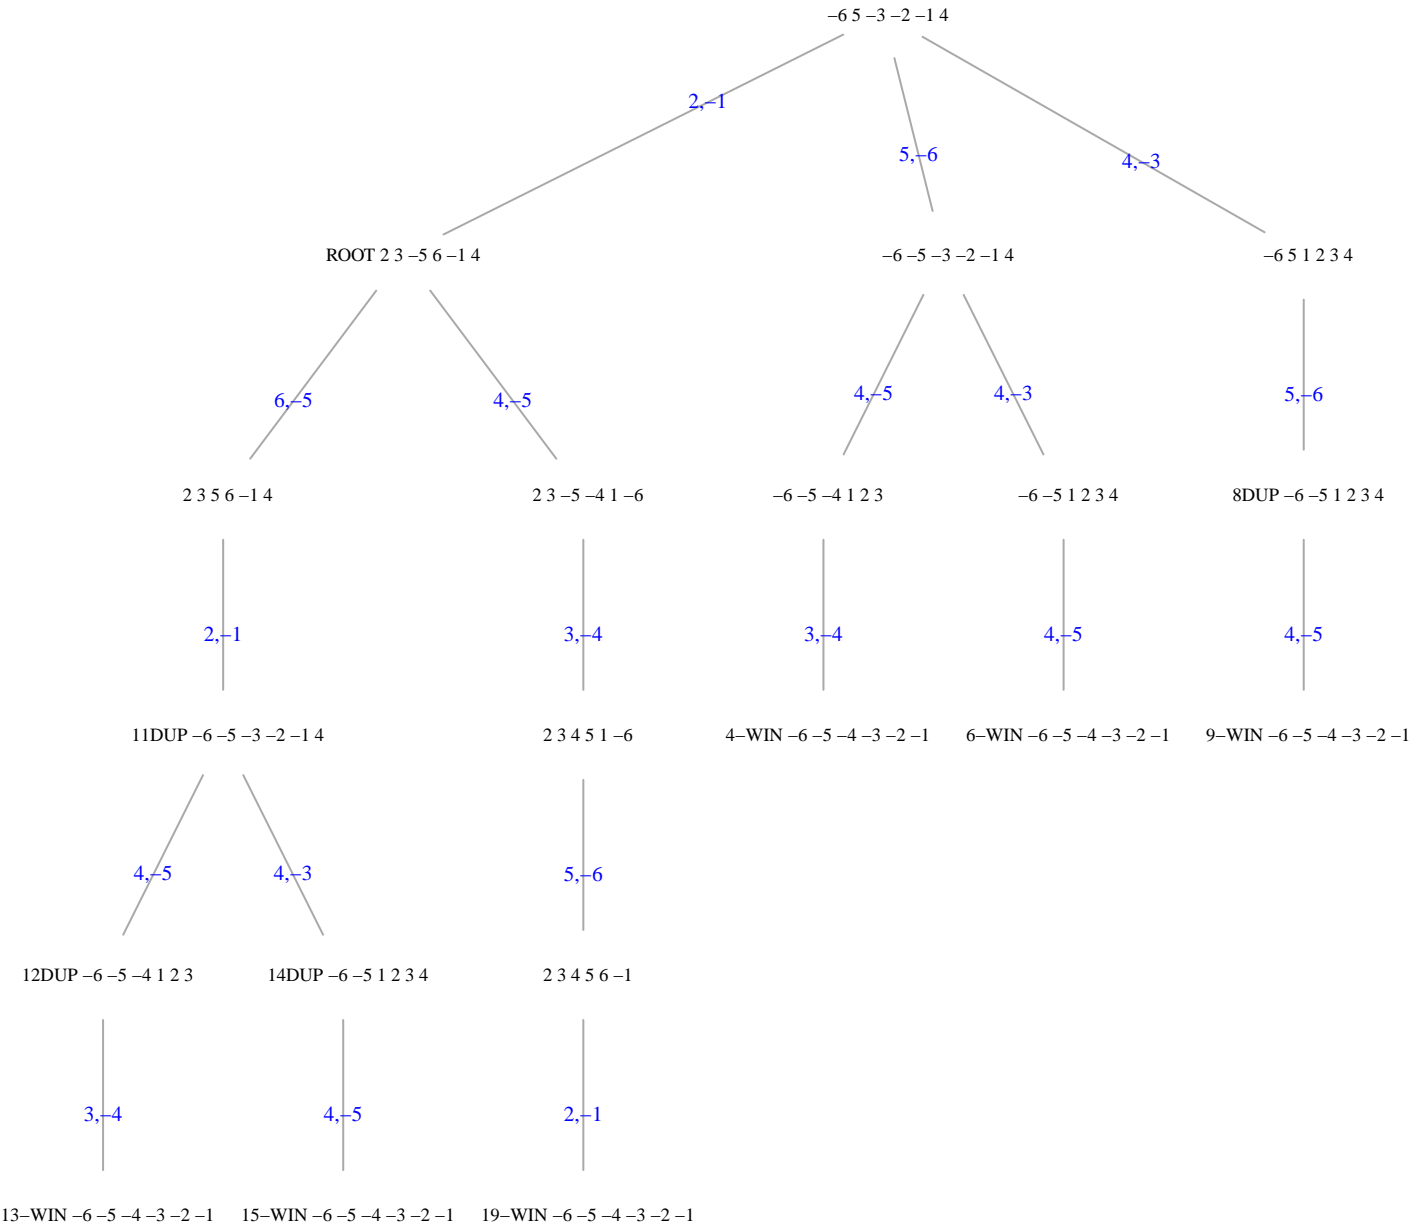 –6 5 –3 –2 –1 4
2,–1
5,–6
4,–3
ROOT 2 3 –5 6 –1 4
–6 –5 –3 –2 –1 4
–6 5 1 2 3 4
6,–5
4,–5
4,–5
4,–3
5,–6
2 3 5 6 –1 4
2 3 –5 –4 1 –6
–6 –5 –4 1 2 3
–6 –5 1 2 3 4
8DUP –6 –5 1 2 3 4
2,–1
3,–4
3,–4
4,–5
4,–5
11DUP –6 –5 –3 –2 –1 4
2 3 4 5 1 –6
4–WIN –6 –5 –4 –3 –2 –1
6–WIN –6 –5 –4 –3 –2 –1
9–WIN –6 –5 –4 –3 –2 –1
4,–5
4,–3
5,–6
12DUP –6 –5 –4 1 2 3
14DUP –6 –5 1 2 3 4
2 3 4 5 6 –1
3,–4
4,–5
2,–1
13–WIN –6 –5 –4 –3 –2 –1
15–WIN –6 –5 –4 –3 –2 –1
19–WIN –6 –5 –4 –3 –2 –1